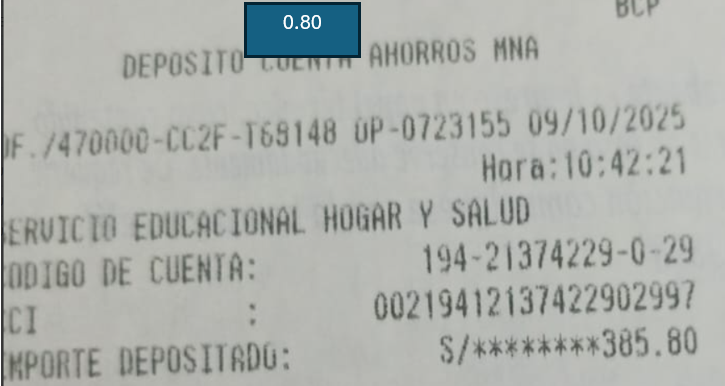 BCP
0.80
DEPOSITO CUENTA AHORROS MNA
OF./470000-CC2F-T69148 OP-0723155 09/10/2025
Hora:10:42:21
SERVICIO EDUCACIONAL HOGAR Y SALUD
CODIGO DE CUENTA: 194-21374229-0-29
CCI : 00219412137422902997
IMPORTE DEPOSITADO: S/********385.80